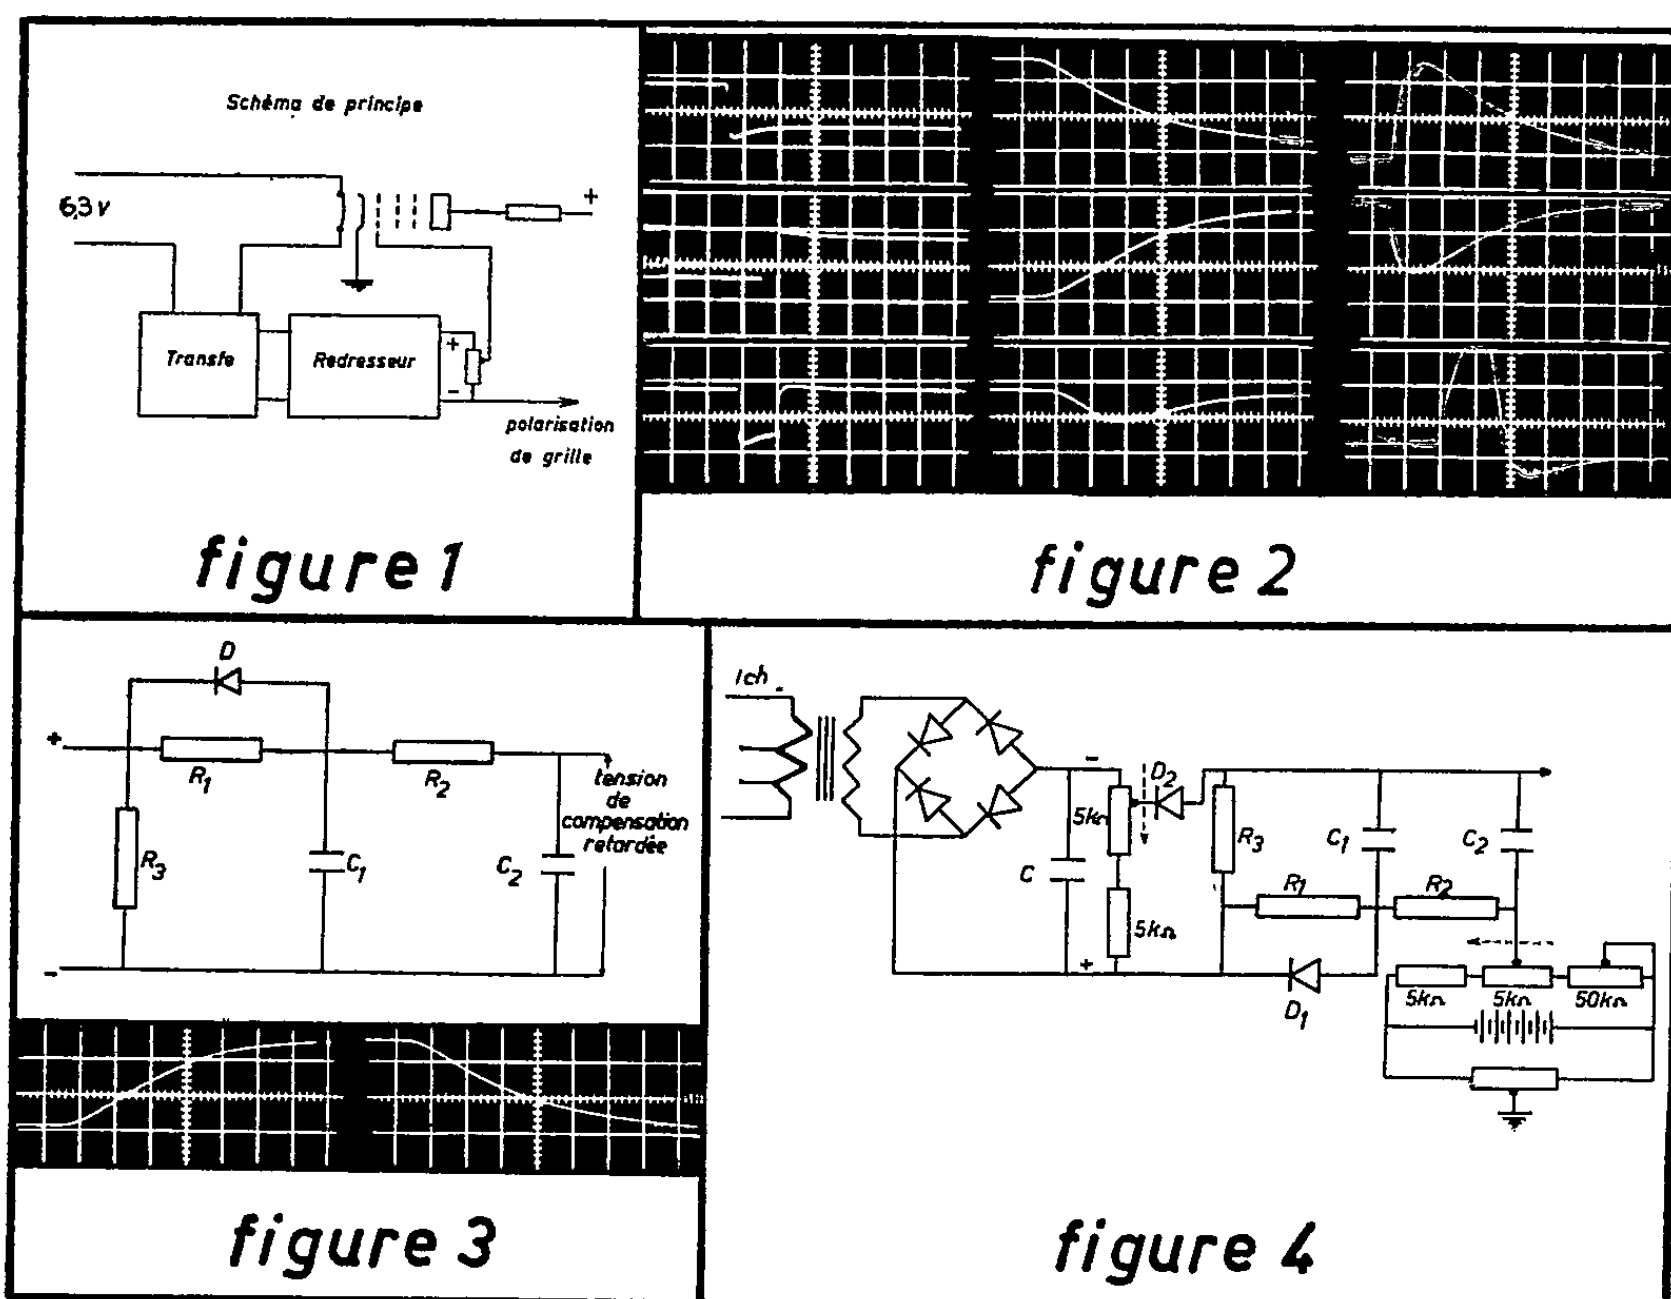 Schèma de principe
6,3 v
+
Transfo
Redresseur
+
-
polarisation
de grille
figure 1
figure 2
D
+
R1
R2
R3
C1
C2
tension
de
compensation
retardée
-
figure 3
Ich
-
D2
5kΩ
R3
C1
C2
C
R1
R2
5kΩ
+
D1
5kΩ
5kΩ
50kΩ
figure 4